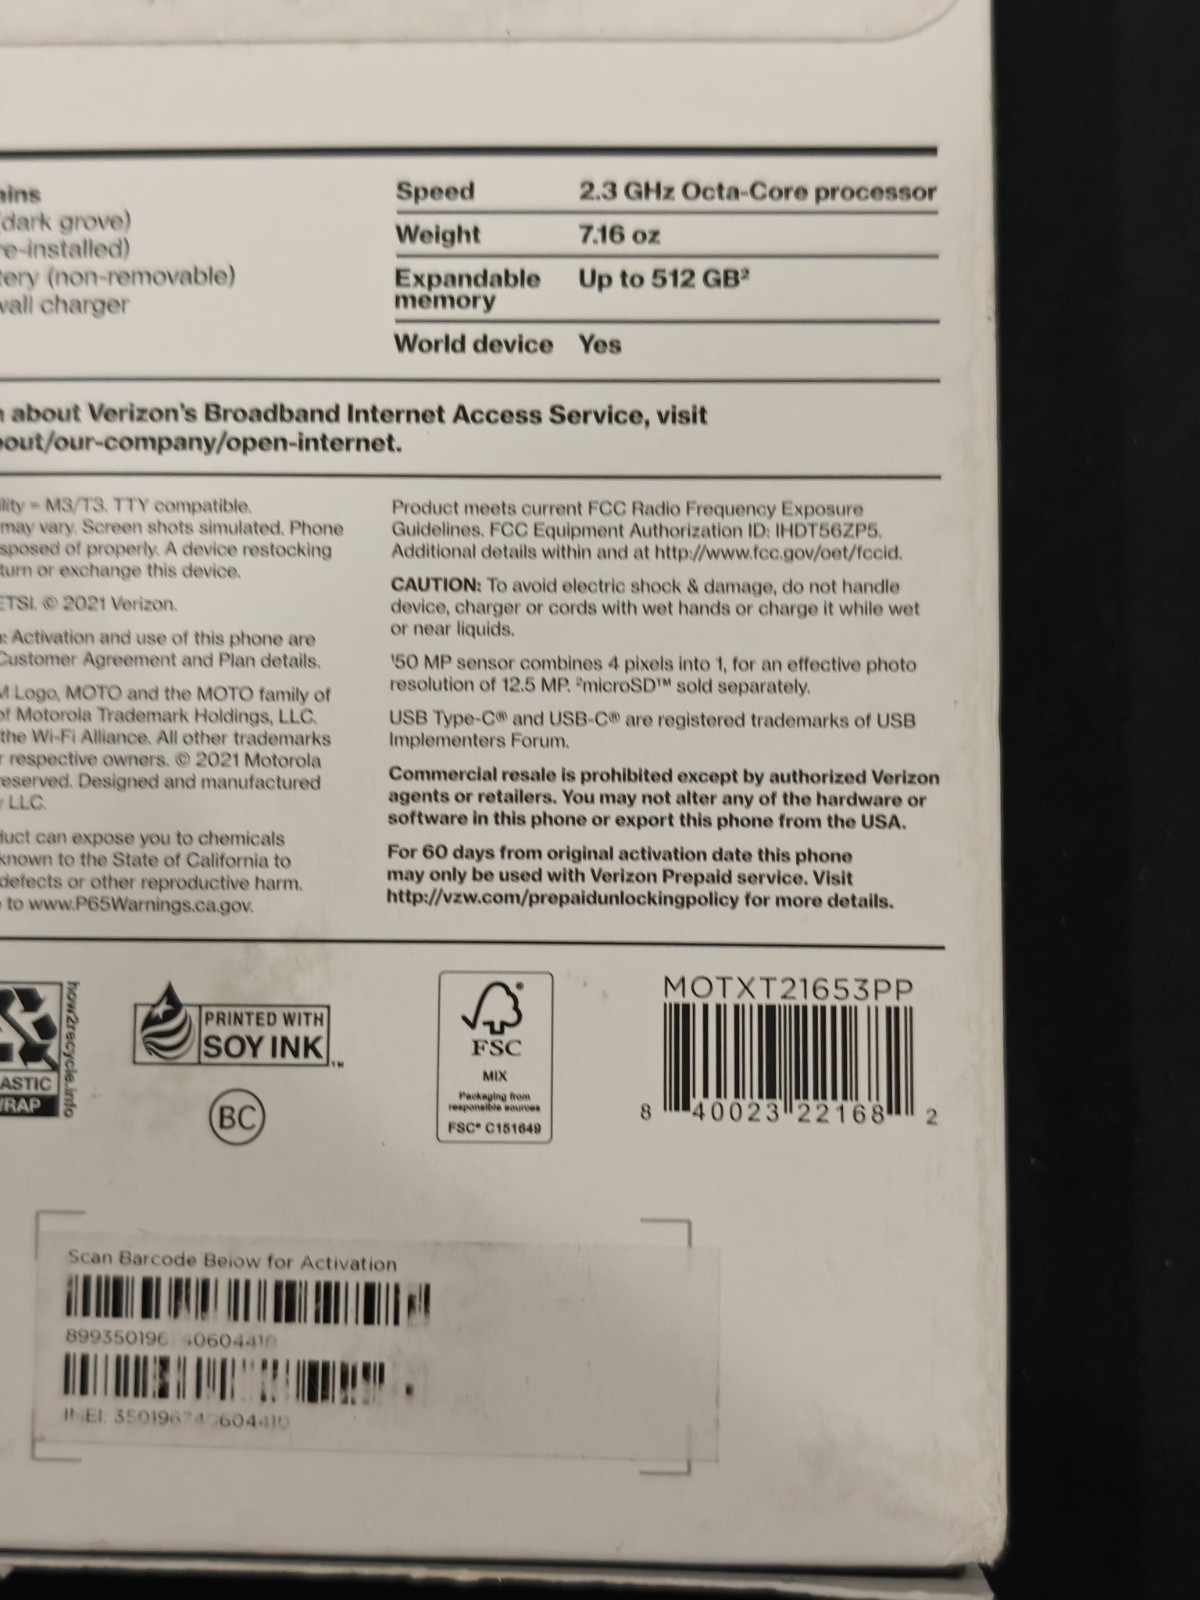 ains
(dark grove)
re-installed)
tery (non-removable)
wall charger
Speed 2.3 GHz Octa-Core processor
Weight 7.16 oz
Expandable memory Up to 512 GB²
World device Yes
about Verizon's Broadband Internet Access Service, visit
out/our-company/open-internet.
ility = M3/T3. TTY compatible.
may vary. Screen shots simulated. Phone
sposed of properly. A device restocking
turn or exchange this device.
ETSI. © 2021 Verizon.
: Activation and use of this phone are
Customer Agreement and Plan details.
M Logo, MOTO and the MOTO family of
of Motorola Trademark Holdings, LLC.
the Wi-Fi Alliance. All other trademarks
r respective owners. © 2021 Motorola
reserved. Designed and manufactured
LLC.
duct can expose you to chemicals
known to the State of California to
defects or other reproductive harm.
to www.P65Warnings.ca.gov.
Product meets current FCC Radio Frequency Exposure
Guidelines. FCC Equipment Authorization ID: IHDT56ZP5.
Additional details within and at http://www.fcc.gov/oet/fccid.
CAUTION: To avoid electric shock & damage, do not handle
device, charger or cords with wet hands or charge it while wet
or near liquids.
¹50 MP sensor combines 4 pixels into 1, for an effective photo
resolution of 12.5 MP. ²microSD™ sold separately.
USB Type-C® and USB-C® are registered trademarks of USB
Implementers Forum.
Commercial resale is prohibited except by authorized Verizon
agents or retailers. You may not alter any of the hardware or
software in this phone or export this phone from the USA.
For 60 days from original activation date this phone
may only be used with Verizon Prepaid service. Visit
http://vzw.com/prepaidunlockingpolicy for more details.
ASTIC
WRAP
how2recycle.info
PRINTED WITH
SOY INK™
BC
FSC®
MIX
Packaging from
responsible sources
FSC® C151649
MOTXT21653PP
8 40023 22168 2
Scan Barcode Below for Activation
IMEI: